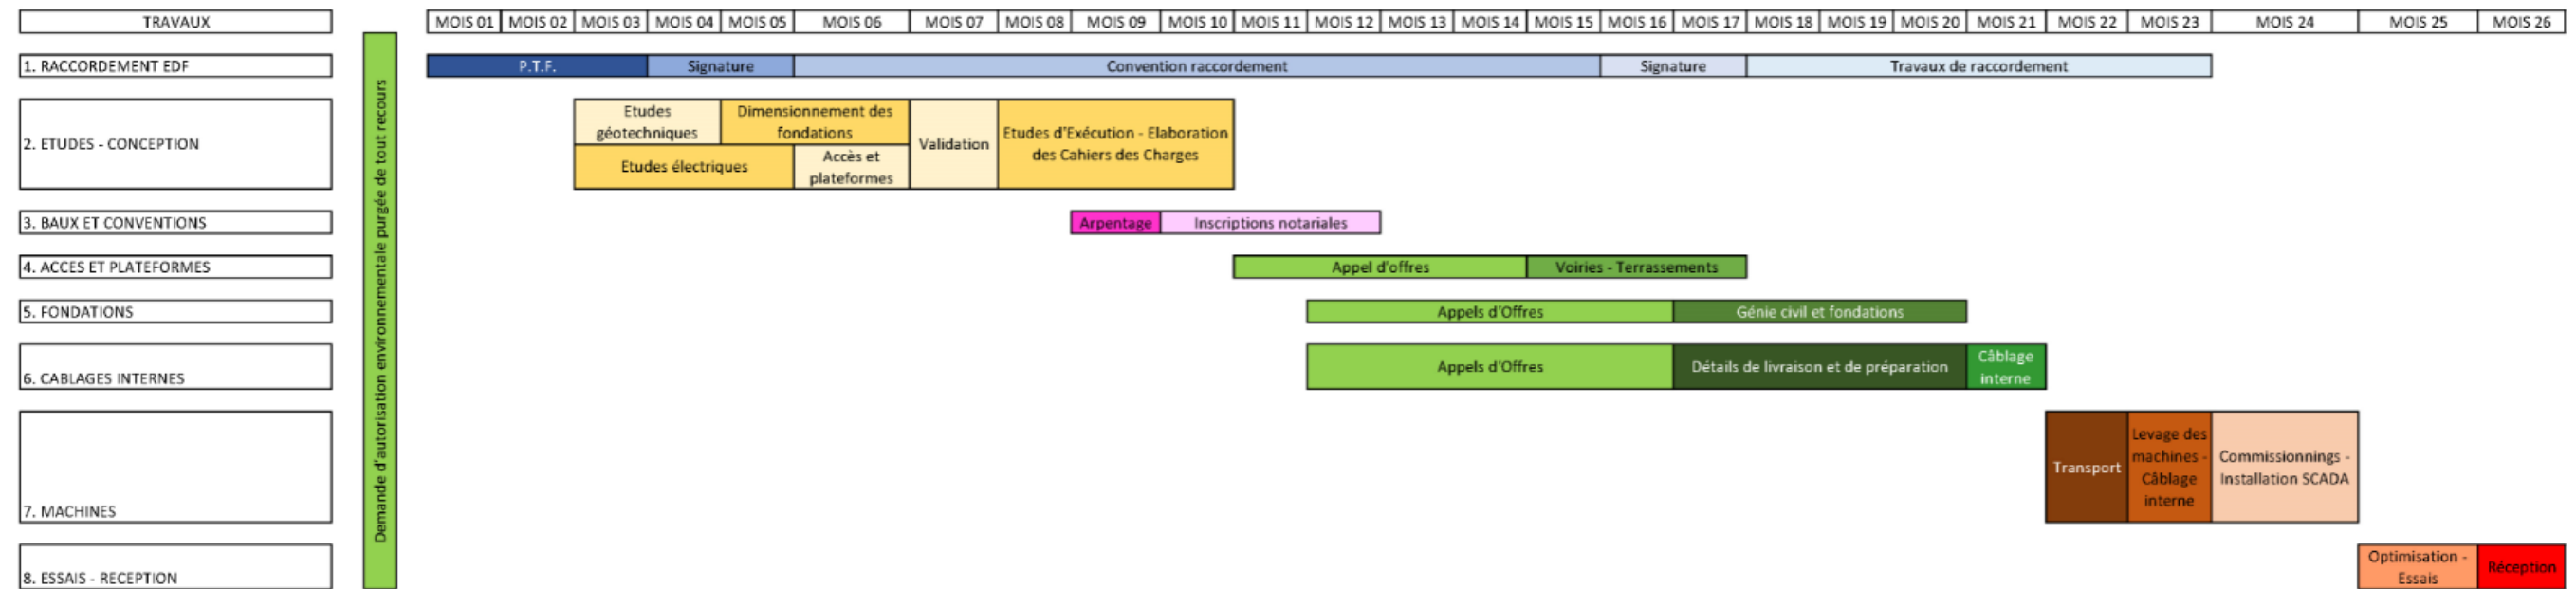 TRAVAUX
MOIS 01 MOIS 02 MOIS 03 MOIS 04 MOIS 05 MOIS 06 MOIS 07 MOIS 08 MOIS 09 MOIS 10 MOIS 11 MOIS 12 MOIS 13 MOIS 14 MOIS 15 MOIS 16 MOIS 17 MOIS 18 MOIS 19 MOIS 20 MOIS 21 MOIS 22 MOIS 23 MOIS 24 MOIS 25 MOIS 26
Demande d'autorisation environnementale purgée de tout recours
1. RACCORDEMENT EDF
P.T.F.
Signature
Convention raccordement
Signature
Travaux de raccordement
2. ETUDES - CONCEPTION
Etudes
géotechniques
Dimensionnement des
fondations
Etudes électriques
Accès et
plateformes
Validation
Etudes d'Exécution - Elaboration
des Cahiers des Charges
3. BAUX ET CONVENTIONS
Arpentage
Inscriptions notariales
4. ACCES ET PLATEFORMES
Appel d'offres
Voiries - Terrassements
5. FONDATIONS
Appels d'Offres
Génie civil et fondations
6. CABLAGES INTERNES
Appels d'Offres
Détails de livraison et de préparation
Câblage
interne
7. MACHINES
Transport
Levage des
machines -
Câblage
interne
Commissionnings -
Installation SCADA
8. ESSAIS - RECEPTION
Optimisation -
Essais
Réception